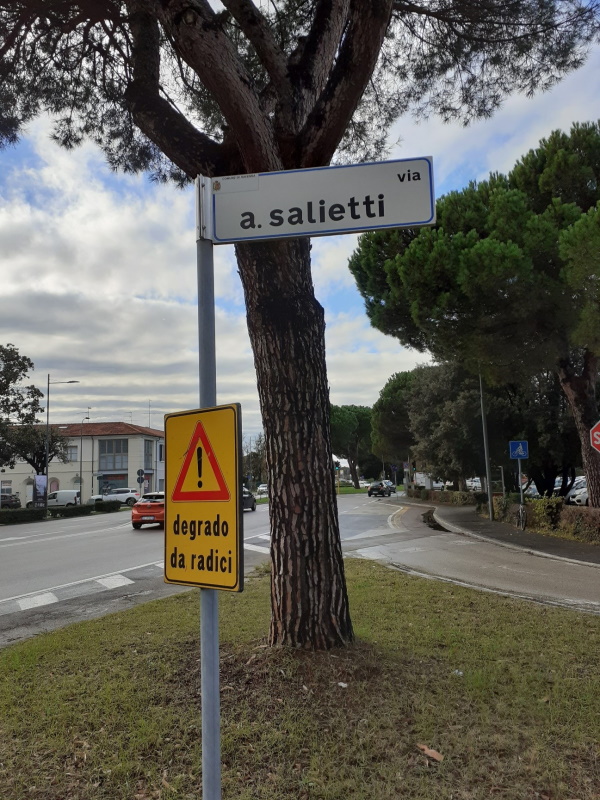 via
a. salietti
!
degrado
da radici
S